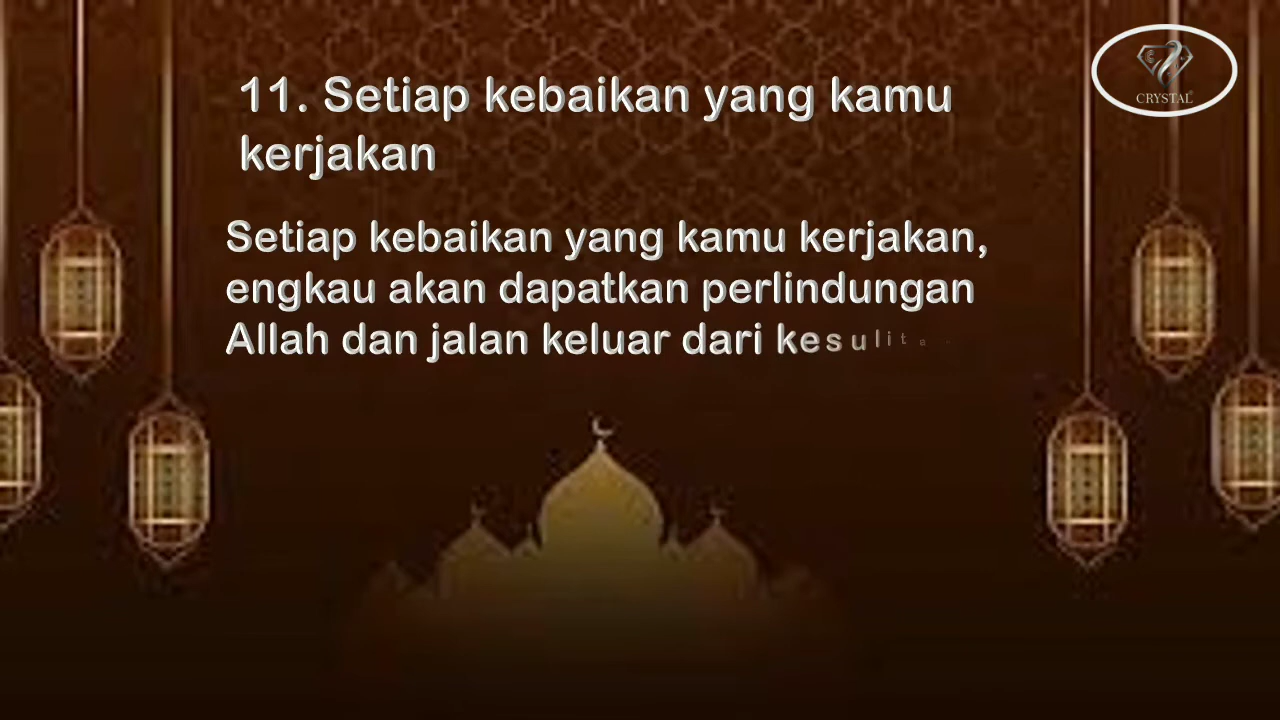 CRYSTAL
11. Setiap kebaikan yang kamu
kerjakan
Setiap kebaikan yang kamu kerjakan,
engkau akan dapatkan perlindungan
Allah dan jalan keluar dari